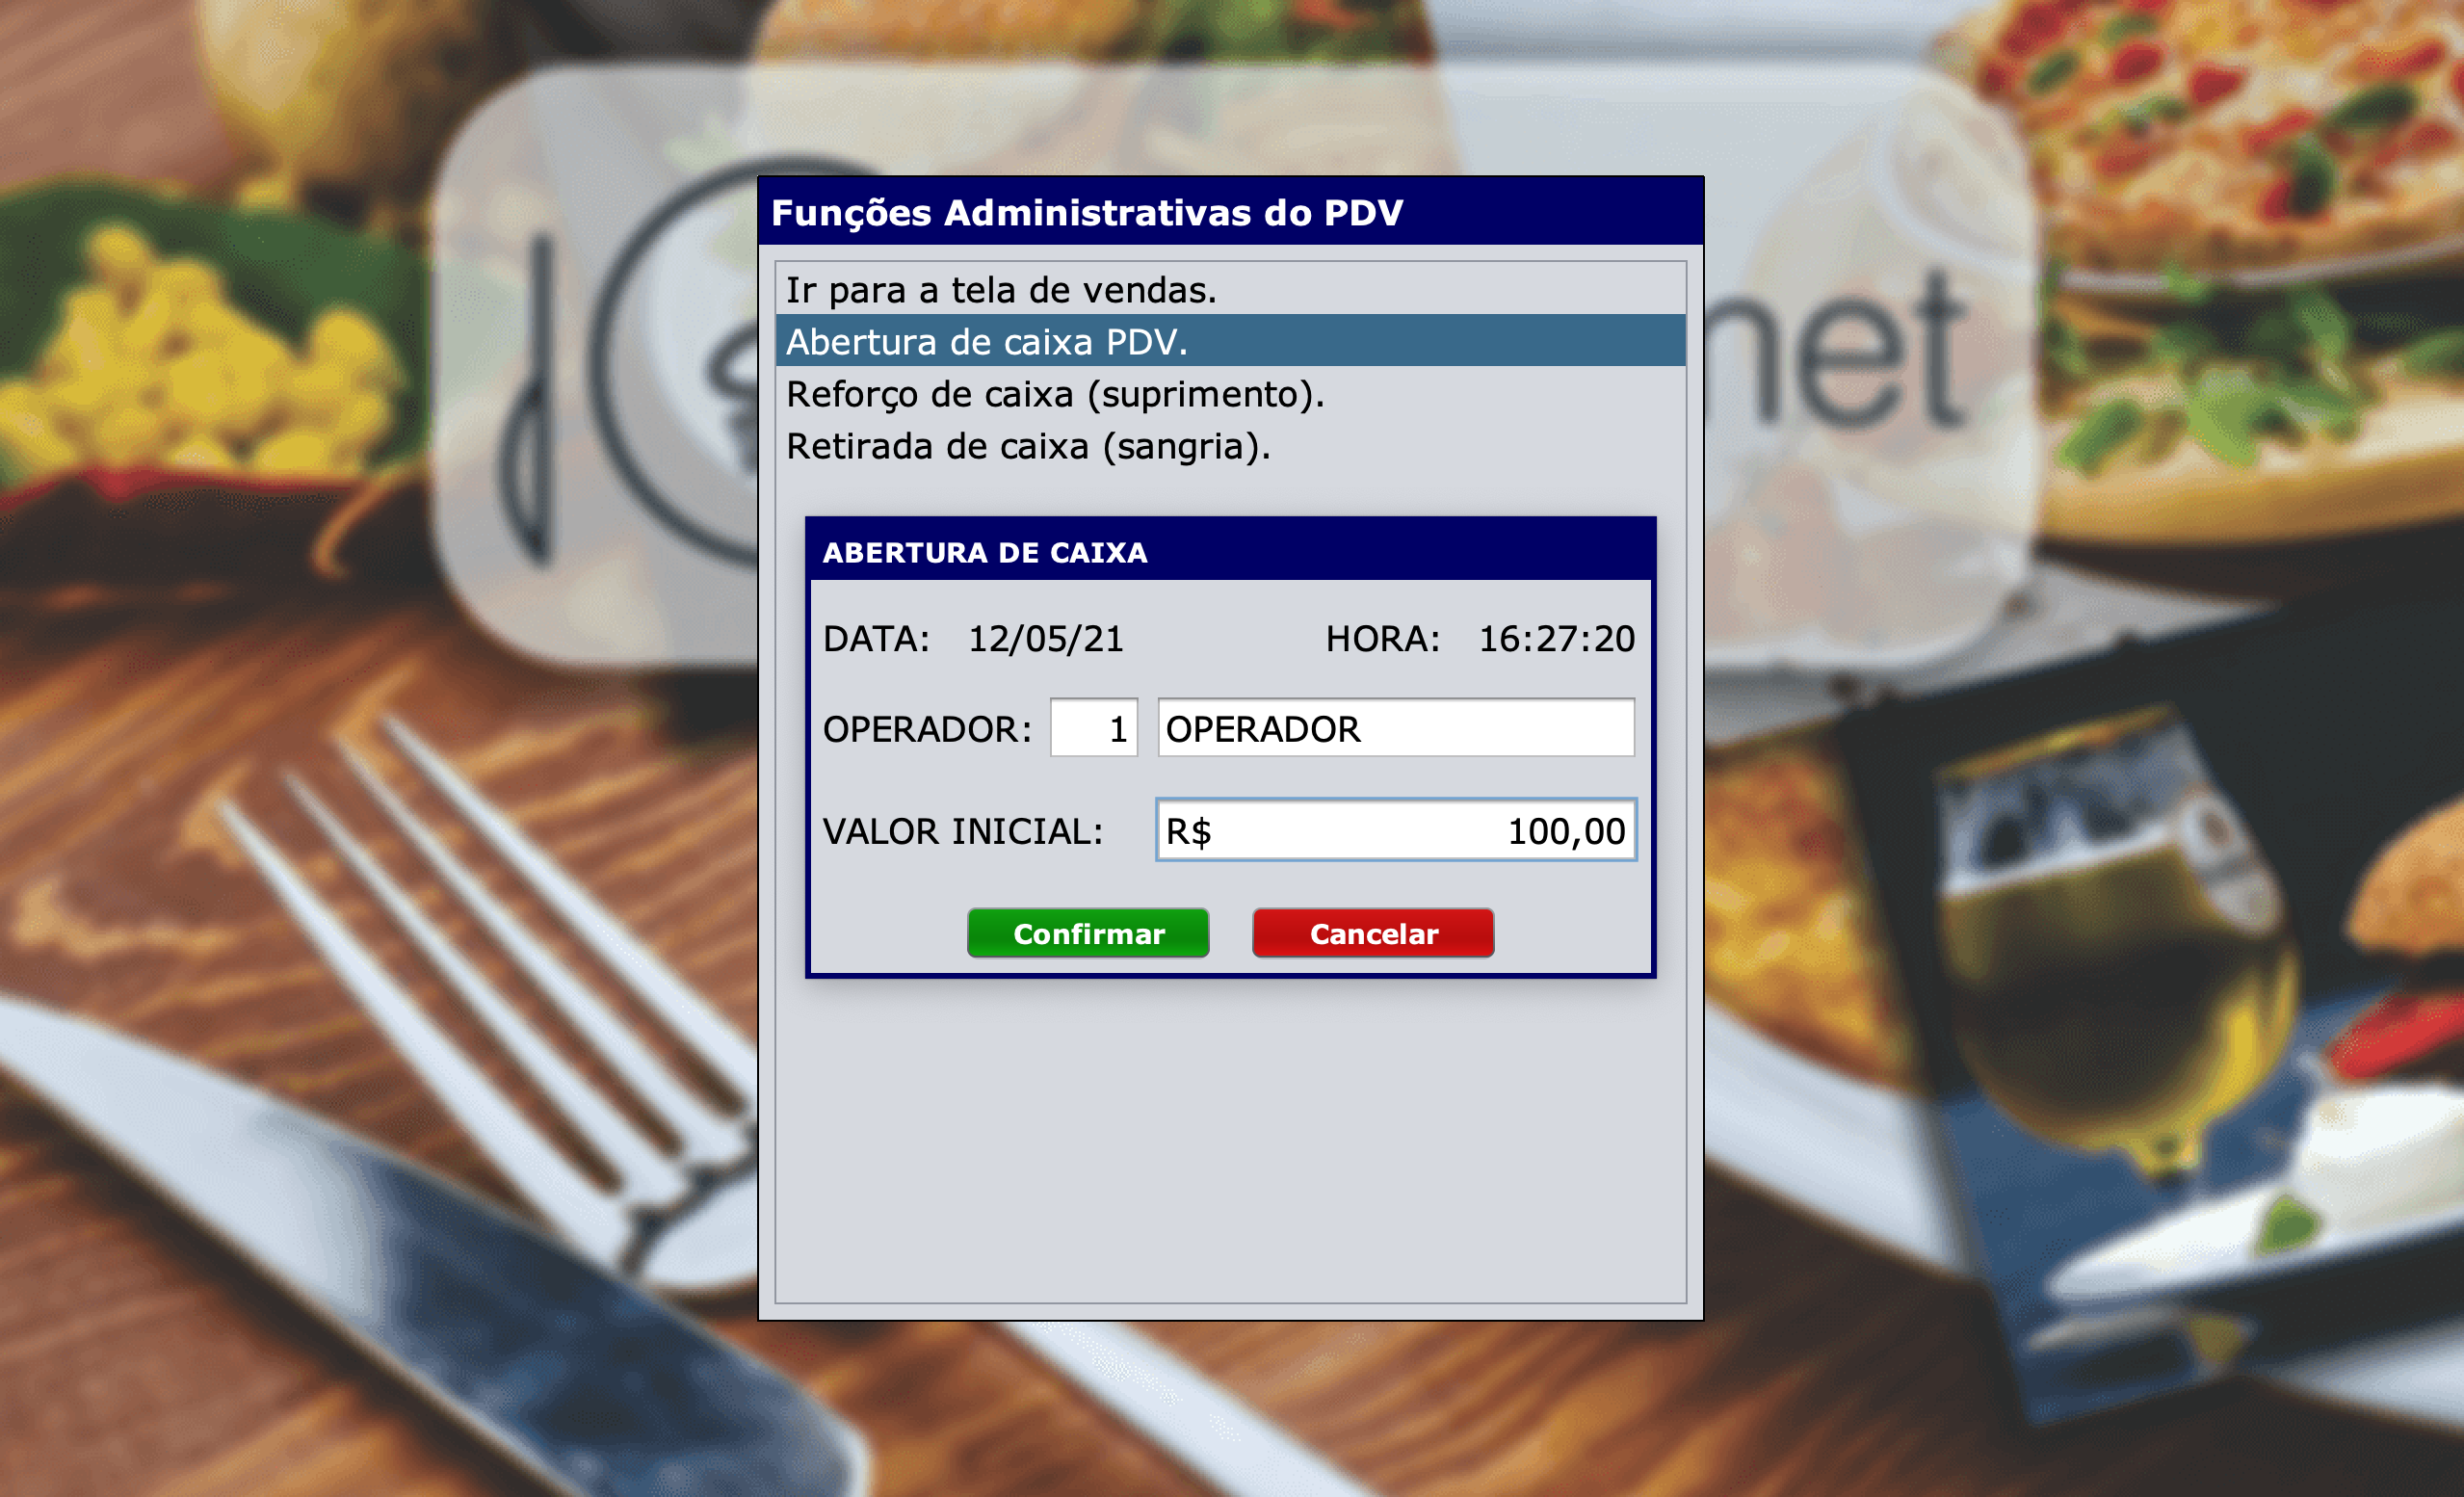 Funções Administrativas do PDV
Ir para a tela de vendas.
Abertura de caixa PDV.
Reforço de caixa (suprimento).
Retirada de caixa (sangria).
ABERTURA DE CAIXA
DATA: 12/05/21 HORA: 16:27:20
OPERADOR: 1 OPERADOR
VALOR INICIAL: R$ 100,00
Confirmar Cancelar